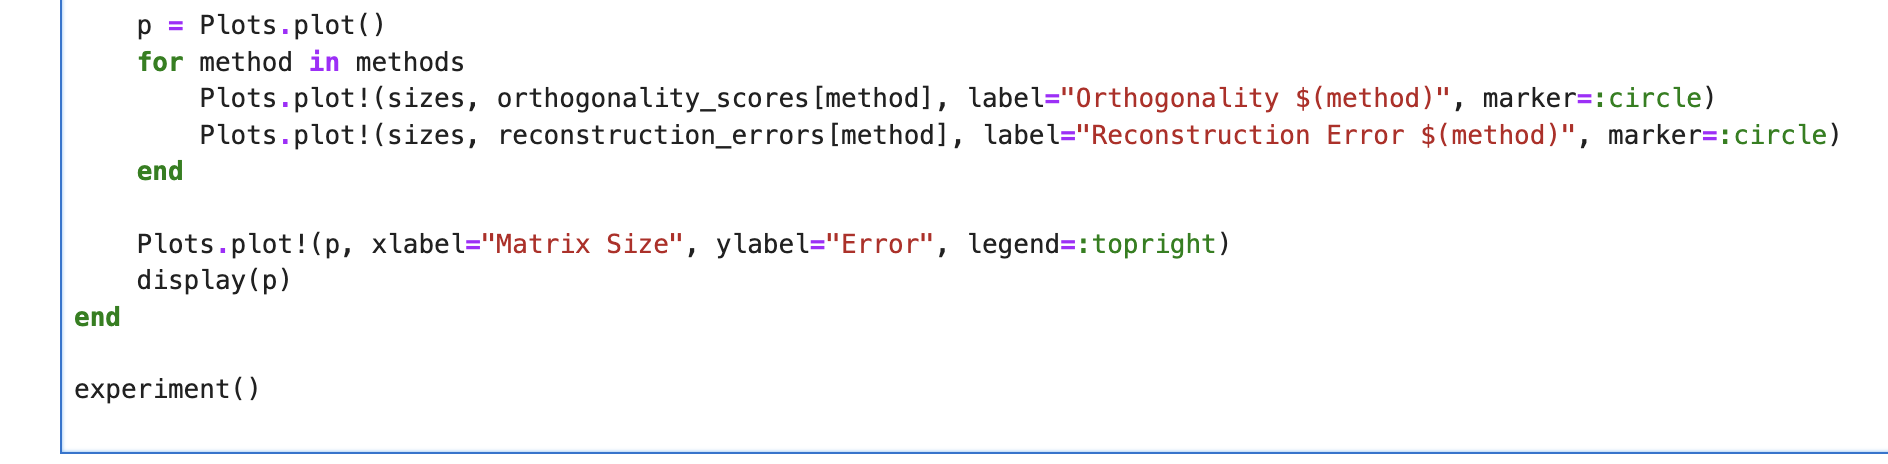 p = Plots.plot()
    for method in methods
        Plots.plot!(sizes, orthogonality_scores[method], label="Orthogonality $(method)", marker=:circle)
        Plots.plot!(sizes, reconstruction_errors[method], label="Reconstruction Error $(method)", marker=:circle)
    end

    Plots.plot!(p, xlabel="Matrix Size", ylabel="Error", legend=:topright)
    display(p)
end

experiment()